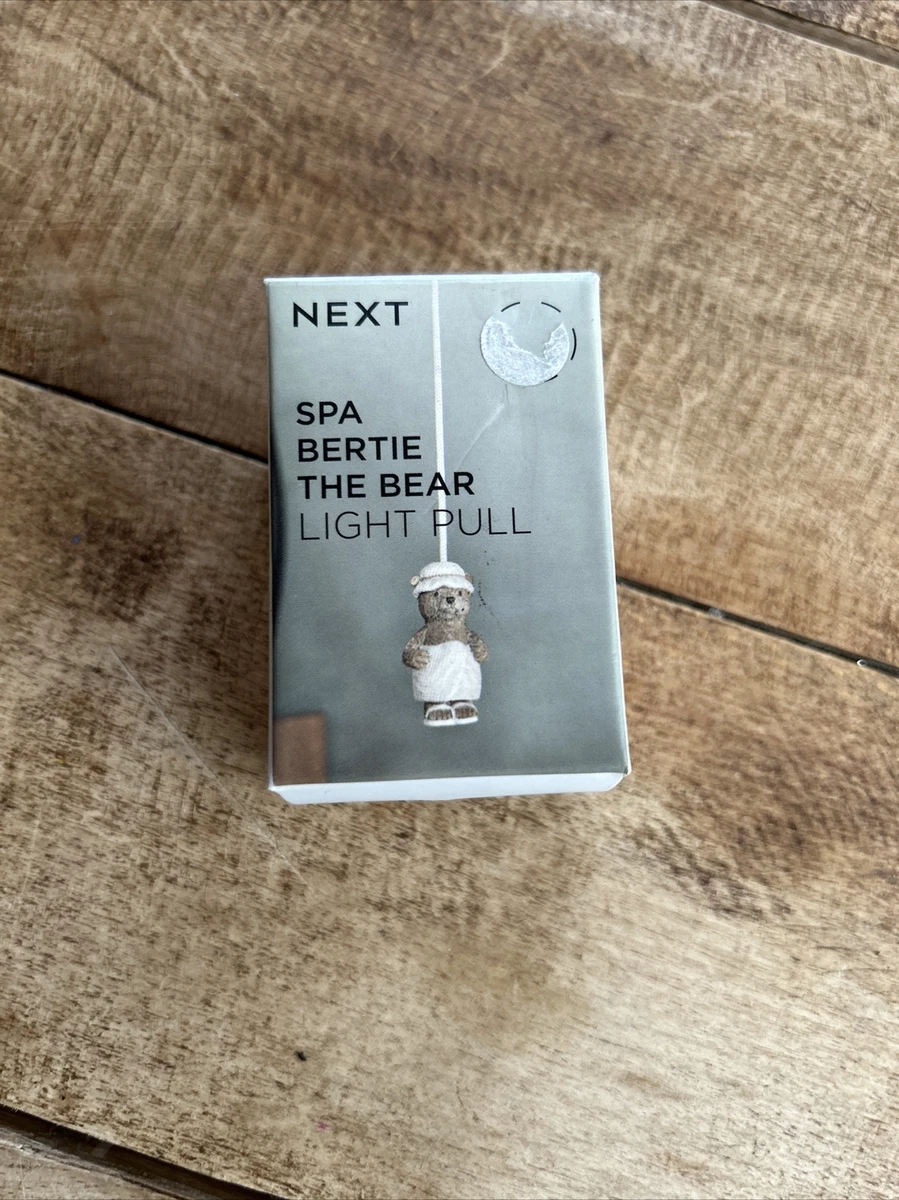 NEXT
SPA
BERTIE
THE BEAR
LIGHT PULL